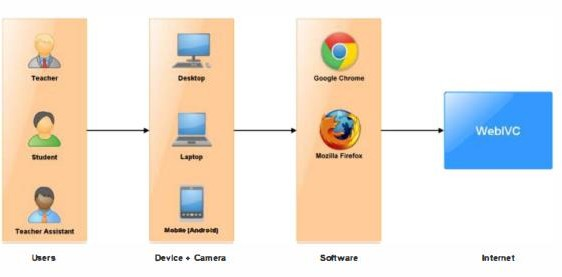 Teacher
Student
Teacher Assistant
Users
Desktop
Laptop
Mobile (Android)
Device + Camera
Google Chrome
Mozilla Firefox
Software
WebIVC
Internet